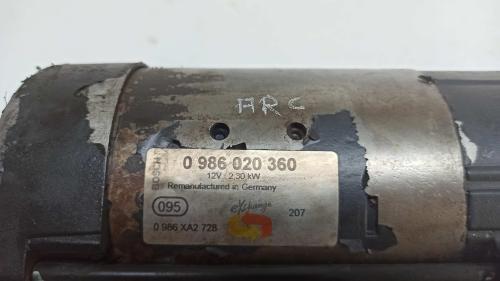 ARC
BOSCH
0 986 020 360
12V 2,30 kW
Remanufactured in Germany
095
eXchange
207
0 986 XA2 728